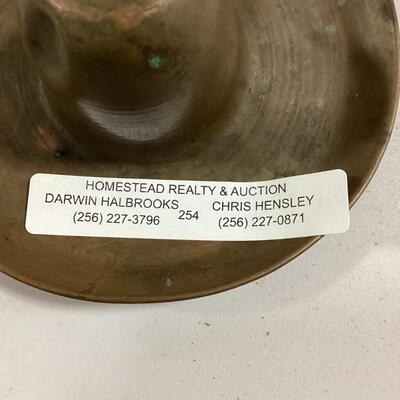 HOMESTEAD REALTY & AUCTION
DARWIN HALBROOKS CHRIS HENSLEY
(256) 227-3796 254 (256) 227-0871